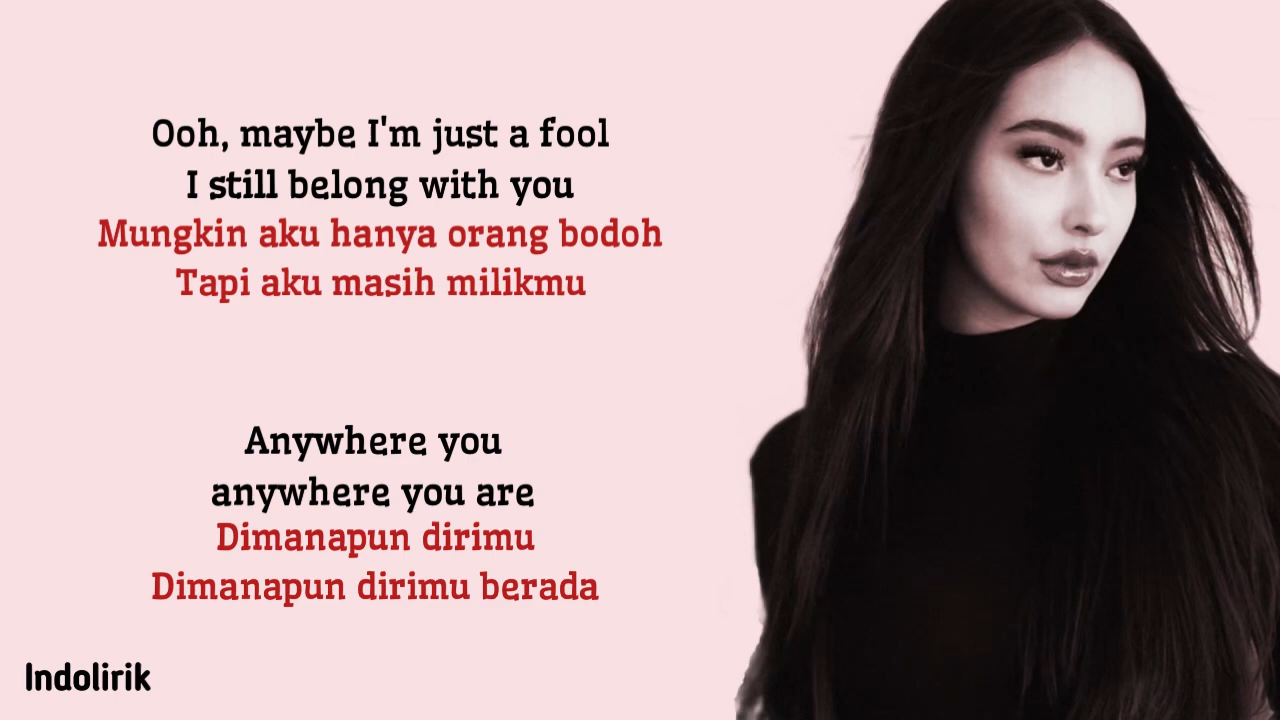 Ooh, maybe I'm just a fool
I still belong with you
Mungkin aku hanya orang bodoh
Tapi aku masih milikmu
Anywhere you
anywhere you are
Dimanapun dirimu
Dimanapun dirimu berada
Indolirik